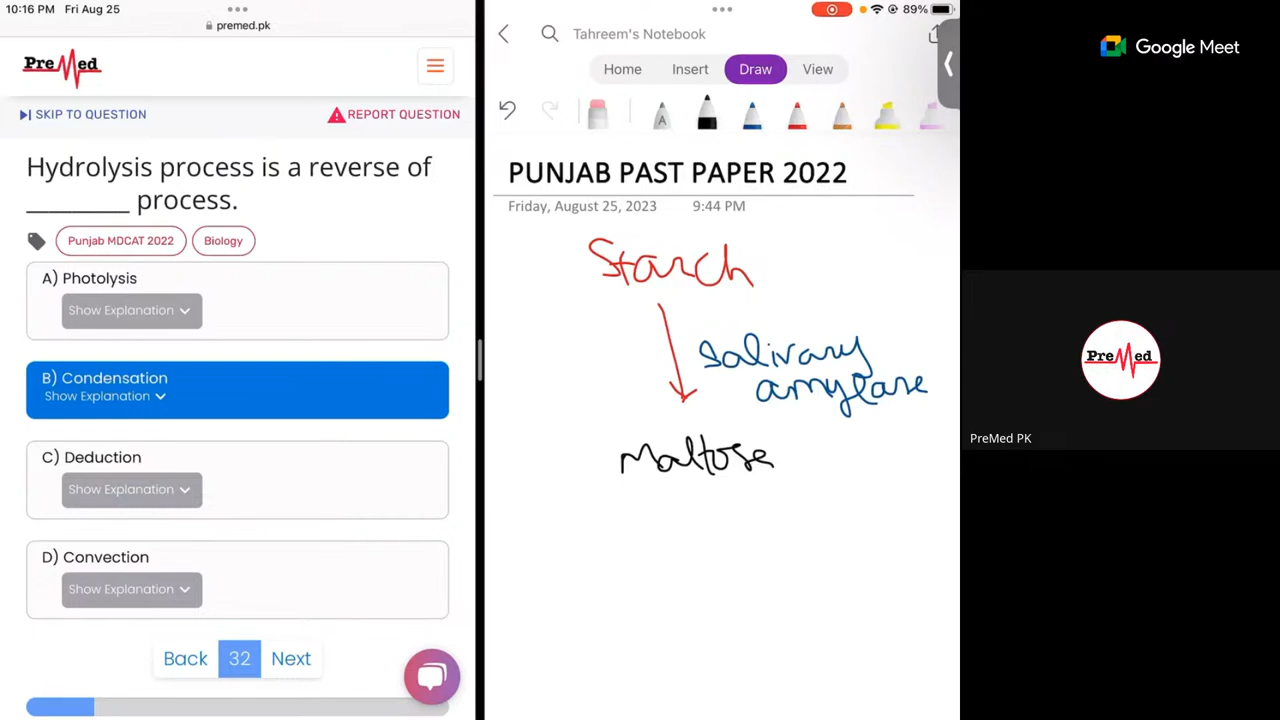 10:16 PM Fri Aug 25
premed.pk
PreMed
SKIP TO QUESTION
REPORT QUESTION
Hydrolysis process is a reverse of
________ process.
Punjab MDCAT 2022
Biology
A) Photolysis
Show Explanation
B) Condensation
Show Explanation
C) Deduction
Show Explanation
D) Convection
Show Explanation
Back 32 Next
89%
Tahreem's Notebook
Home Insert Draw View
A
PUNJAB PAST PAPER 2022
Friday, August 25, 2023 9:44 PM
Starch
Salivary
amylase
Maltose
Google Meet
PreMed
PreMed PK